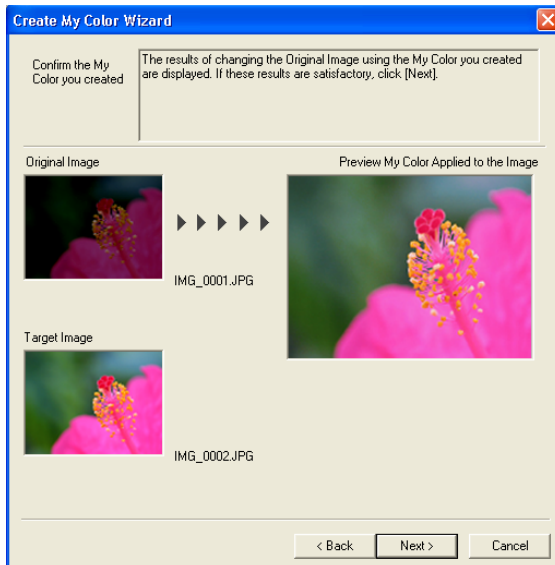 Create My Color Wizard
Confirm the My
Color you created
The results of changing the Original Image using the My Color you created
are displayed. If these results are satisfactory, click [Next].
Original Image
Preview My Color Applied to the Image
IMG_0001.JPG
Target Image
IMG_0002.JPG
< Back
Next >
Cancel